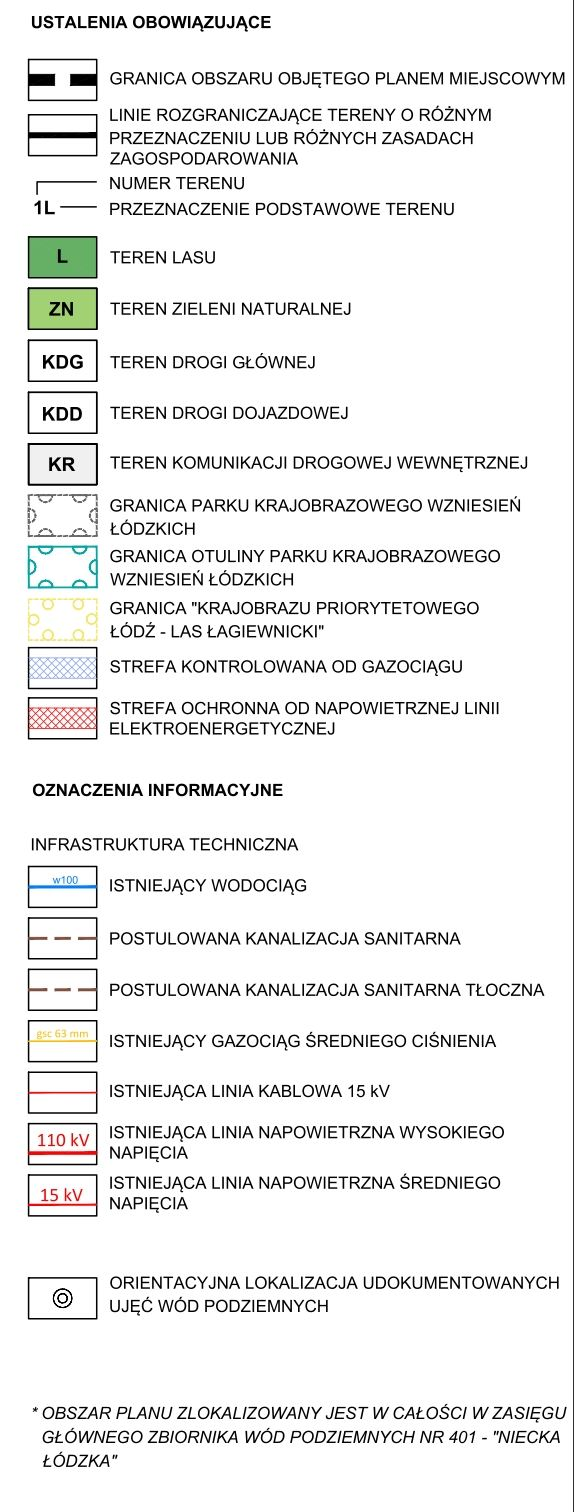 USTALENIA OBOWIĄZUJĄCE
GRANICA OBSZARU OBJĘTEGO PLANEM MIEJSCOWYM
LINIE ROZGRANICZAJĄCE TERENY O RÓŻNYM
PRZEZNACZENIU LUB RÓŻNYCH ZASADACH
ZAGOSPODAROWANIA
NUMER TERENU
1L PRZEZNACZENIE PODSTAWOWE TERENU
L TEREN LASU
ZN TEREN ZIELENI NATURALNEJ
KDG TEREN DROGI GŁÓWNEJ
KDD TEREN DROGI DOJAZDOWEJ
KR TEREN KOMUNIKACJI DROGOWEJ WEWNĘTRZNEJ
GRANICA PARKU KRAJOBRAZOWEGO WZNIESIEŃ
ŁÓDZKICH
GRANICA OTULINY PARKU KRAJOBRAZOWEGO
WZNIESIEŃ ŁÓDZKICH
GRANICA "KRAJOBRAZU PRIORYTETOWEGO
ŁÓDŹ - LAS ŁAGIEWNICKI"
STREFA KONTROLOWANA OD GAZOCIĄGU
STREFA OCHRONNA OD NAPOWIETRZNEJ LINII
ELEKTROENERGETYCZNEJ
OZNACZENIA INFORMACYJNE
INFRASTRUKTURA TECHNICZNA
w100 ISTNIEJĄCY WODOCIĄG
POSTULOWANA KANALIZACJA SANITARNA
POSTULOWANA KANALIZACJA SANITARNA TŁOCZNA
gsc 63 mm ISTNIEJĄCY GAZOCIĄG ŚREDNIEGO CIŚNIENIA
ISTNIEJĄCA LINIA KABLOWA 15 kV
110 kV ISTNIEJĄCA LINIA NAPOWIETRZNA WYSOKIEGO
NAPIĘCIA
15 kV ISTNIEJĄCA LINIA NAPOWIETRZNA ŚREDNIEGO
NAPIĘCIA
ORIENTACYJNA LOKALIZACJA UDOKUMENTOWANYCH
UJĘĆ WÓD PODZIEMNYCH
* OBSZAR PLANU ZLOKALIZOWANY JEST W CAŁOŚCI W ZASIĘGU
GŁÓWNEGO ZBIORNIKA WÓD PODZIEMNYCH NR 401 - "NIECKA
ŁÓDZKA"